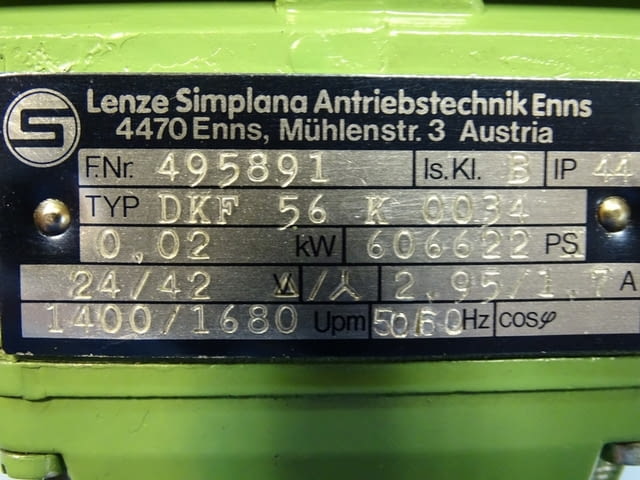 S
Lenze Simplana Antriebstechnik Enns
4470 Enns, Mühlenstr. 3 Austria
F.Nr. 495891 Is.Kl. B IP 44
TYP DKF 56 K 0034
0,02 kW 606622 PS
24/42 V Δ/⅄ 2,95/1,7 A
1400/1680 Upm 50/60 Hz cosφ